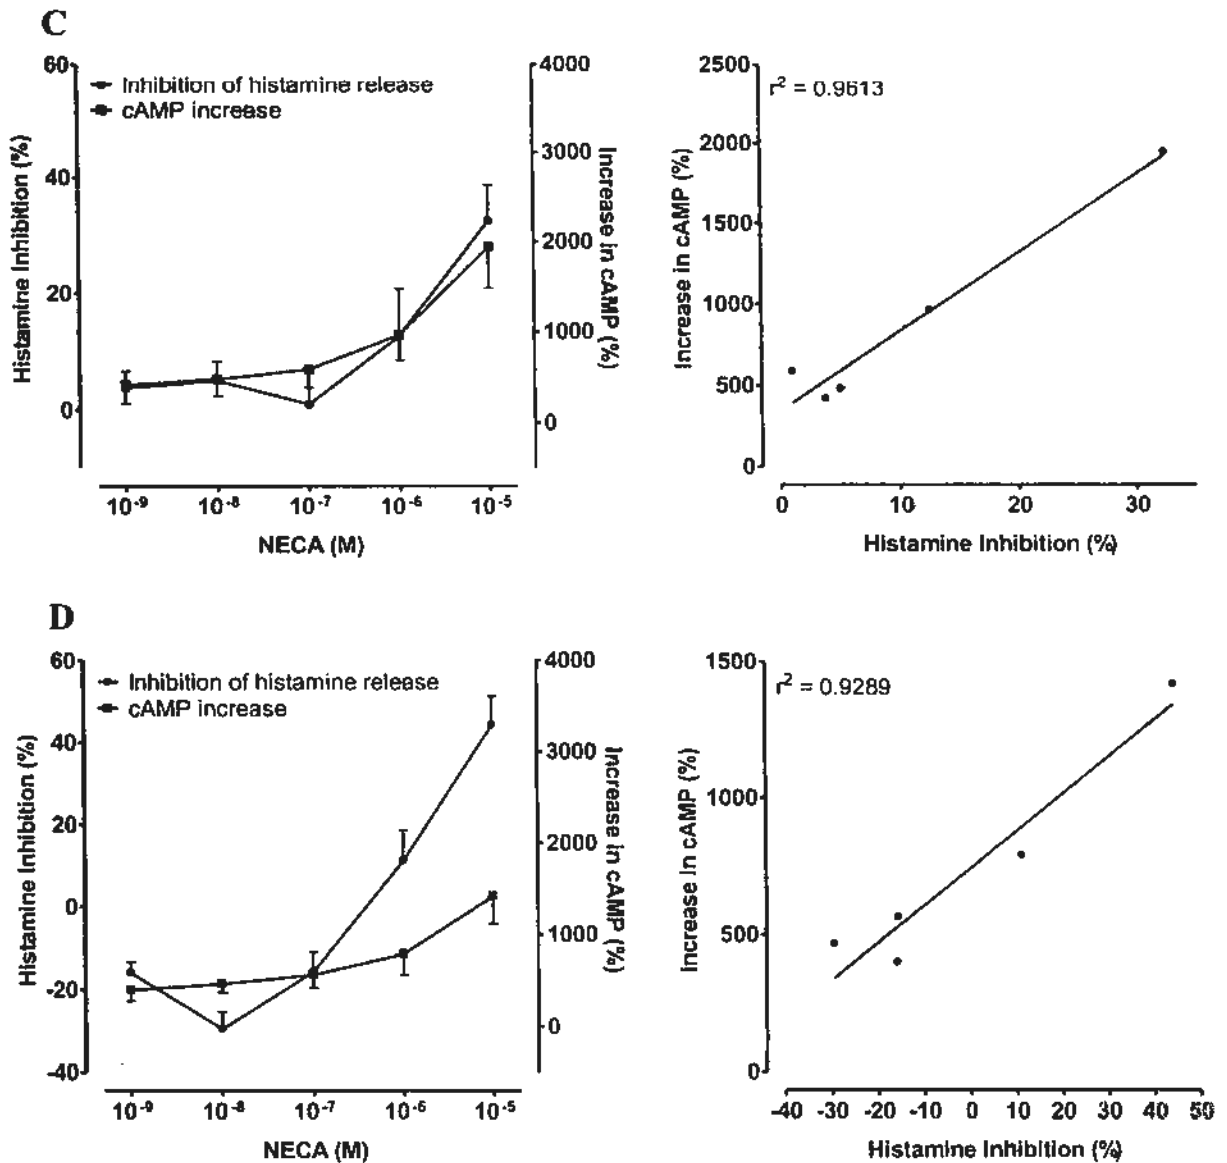 C
60
40
20
0
Histamine Inhibition (%)
Inhibition of histamine release
cAMP increase
4000
3000
2000
1000
0
Increase in cAMP (%)
10-9 10-8 10-7 10-6 10-5
NECA (M)
2500
2000
1500
1000
500
0
Increase in cAMP (%)
r2 = 0.9613
0 10 20 30
Histamine Inhibition (%)
D
60
40
20
0
-20
-40
Histamine Inhibition (%)
Inhibition of histamine release
cAMP increase
4000
3000
2000
1000
0
Increase in cAMP (%)
10-9 10-8 10-7 10-6 10-5
NECA (M)
1500
1000
500
0
Increase in cAMP (%)
r2 = 0.9289
-40 -30 -20 -10 0 10 20 30 40 50
Histamine Inhibition (%)